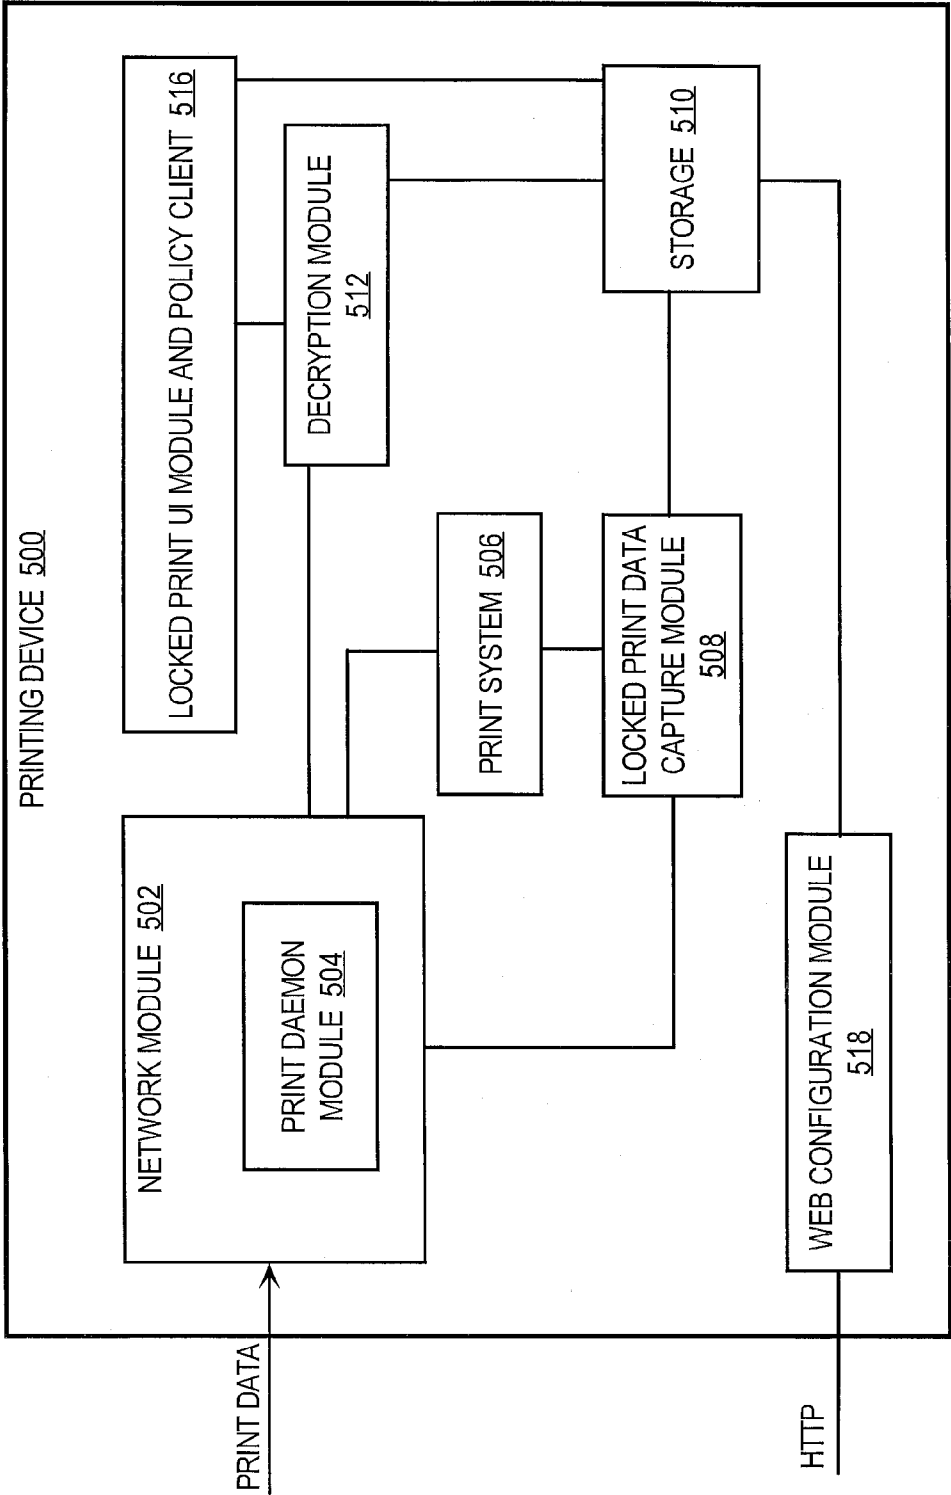 PRINTING DEVICE 500
LOCKED PRINT UI MODULE AND POLICY CLIENT 516
NETWORK MODULE 502
PRINT DAEMON
MODULE 504
DECRYPTION MODULE
512
PRINT SYSTEM 506
LOCKED PRINT DATA
CAPTURE MODULE
508
STORAGE 510
WEB CONFIGURATION MODULE
518
PRINT DATA
HTTP